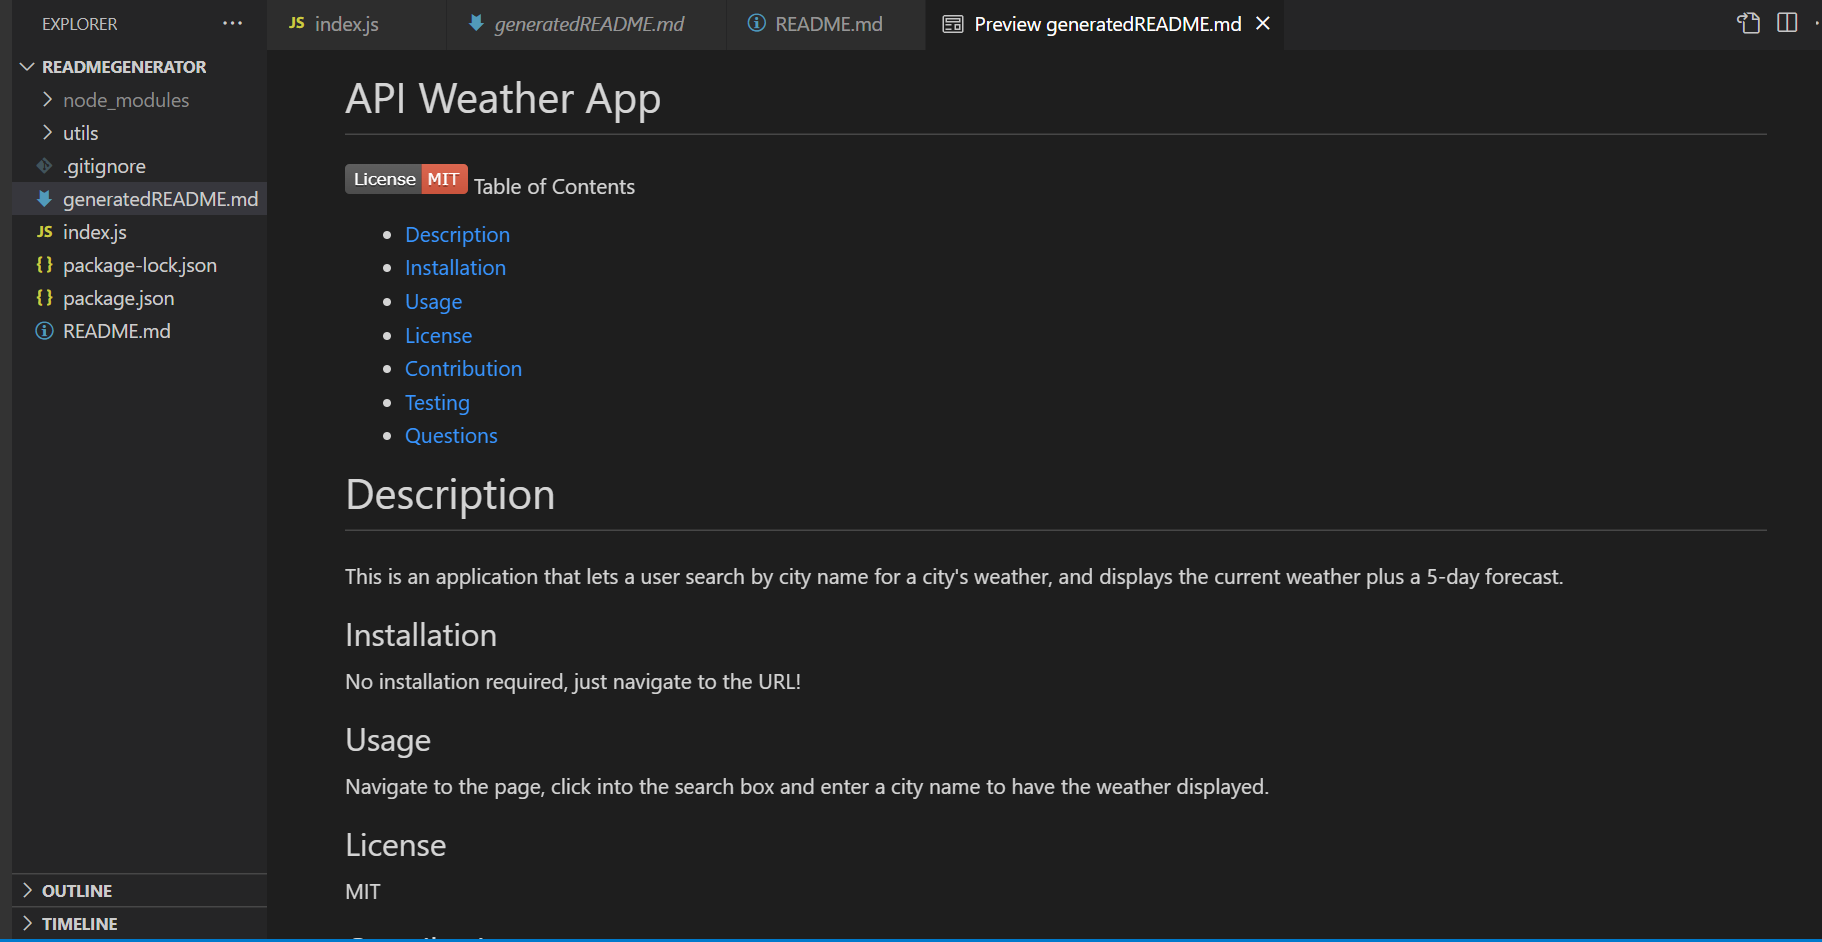 EXPLORER ···
READMEGENERATOR
node_modules
utils
.gitignore
generatedREADME.md
JS index.js
{} package-lock.json
{} package.json
README.md
OUTLINE
TIMELINE
JS index.js
generatedREADME.md
README.md
Preview generatedREADME.md
API Weather App
License MIT Table of Contents
• Description
• Installation
• Usage
• License
• Contribution
• Testing
• Questions
Description
This is an application that lets a user search by city name for a city's weather, and displays the current weather plus a 5-day forecast.
Installation
No installation required, just navigate to the URL!
Usage
Navigate to the page, click into the search box and enter a city name to have the weather displayed.
License
MIT